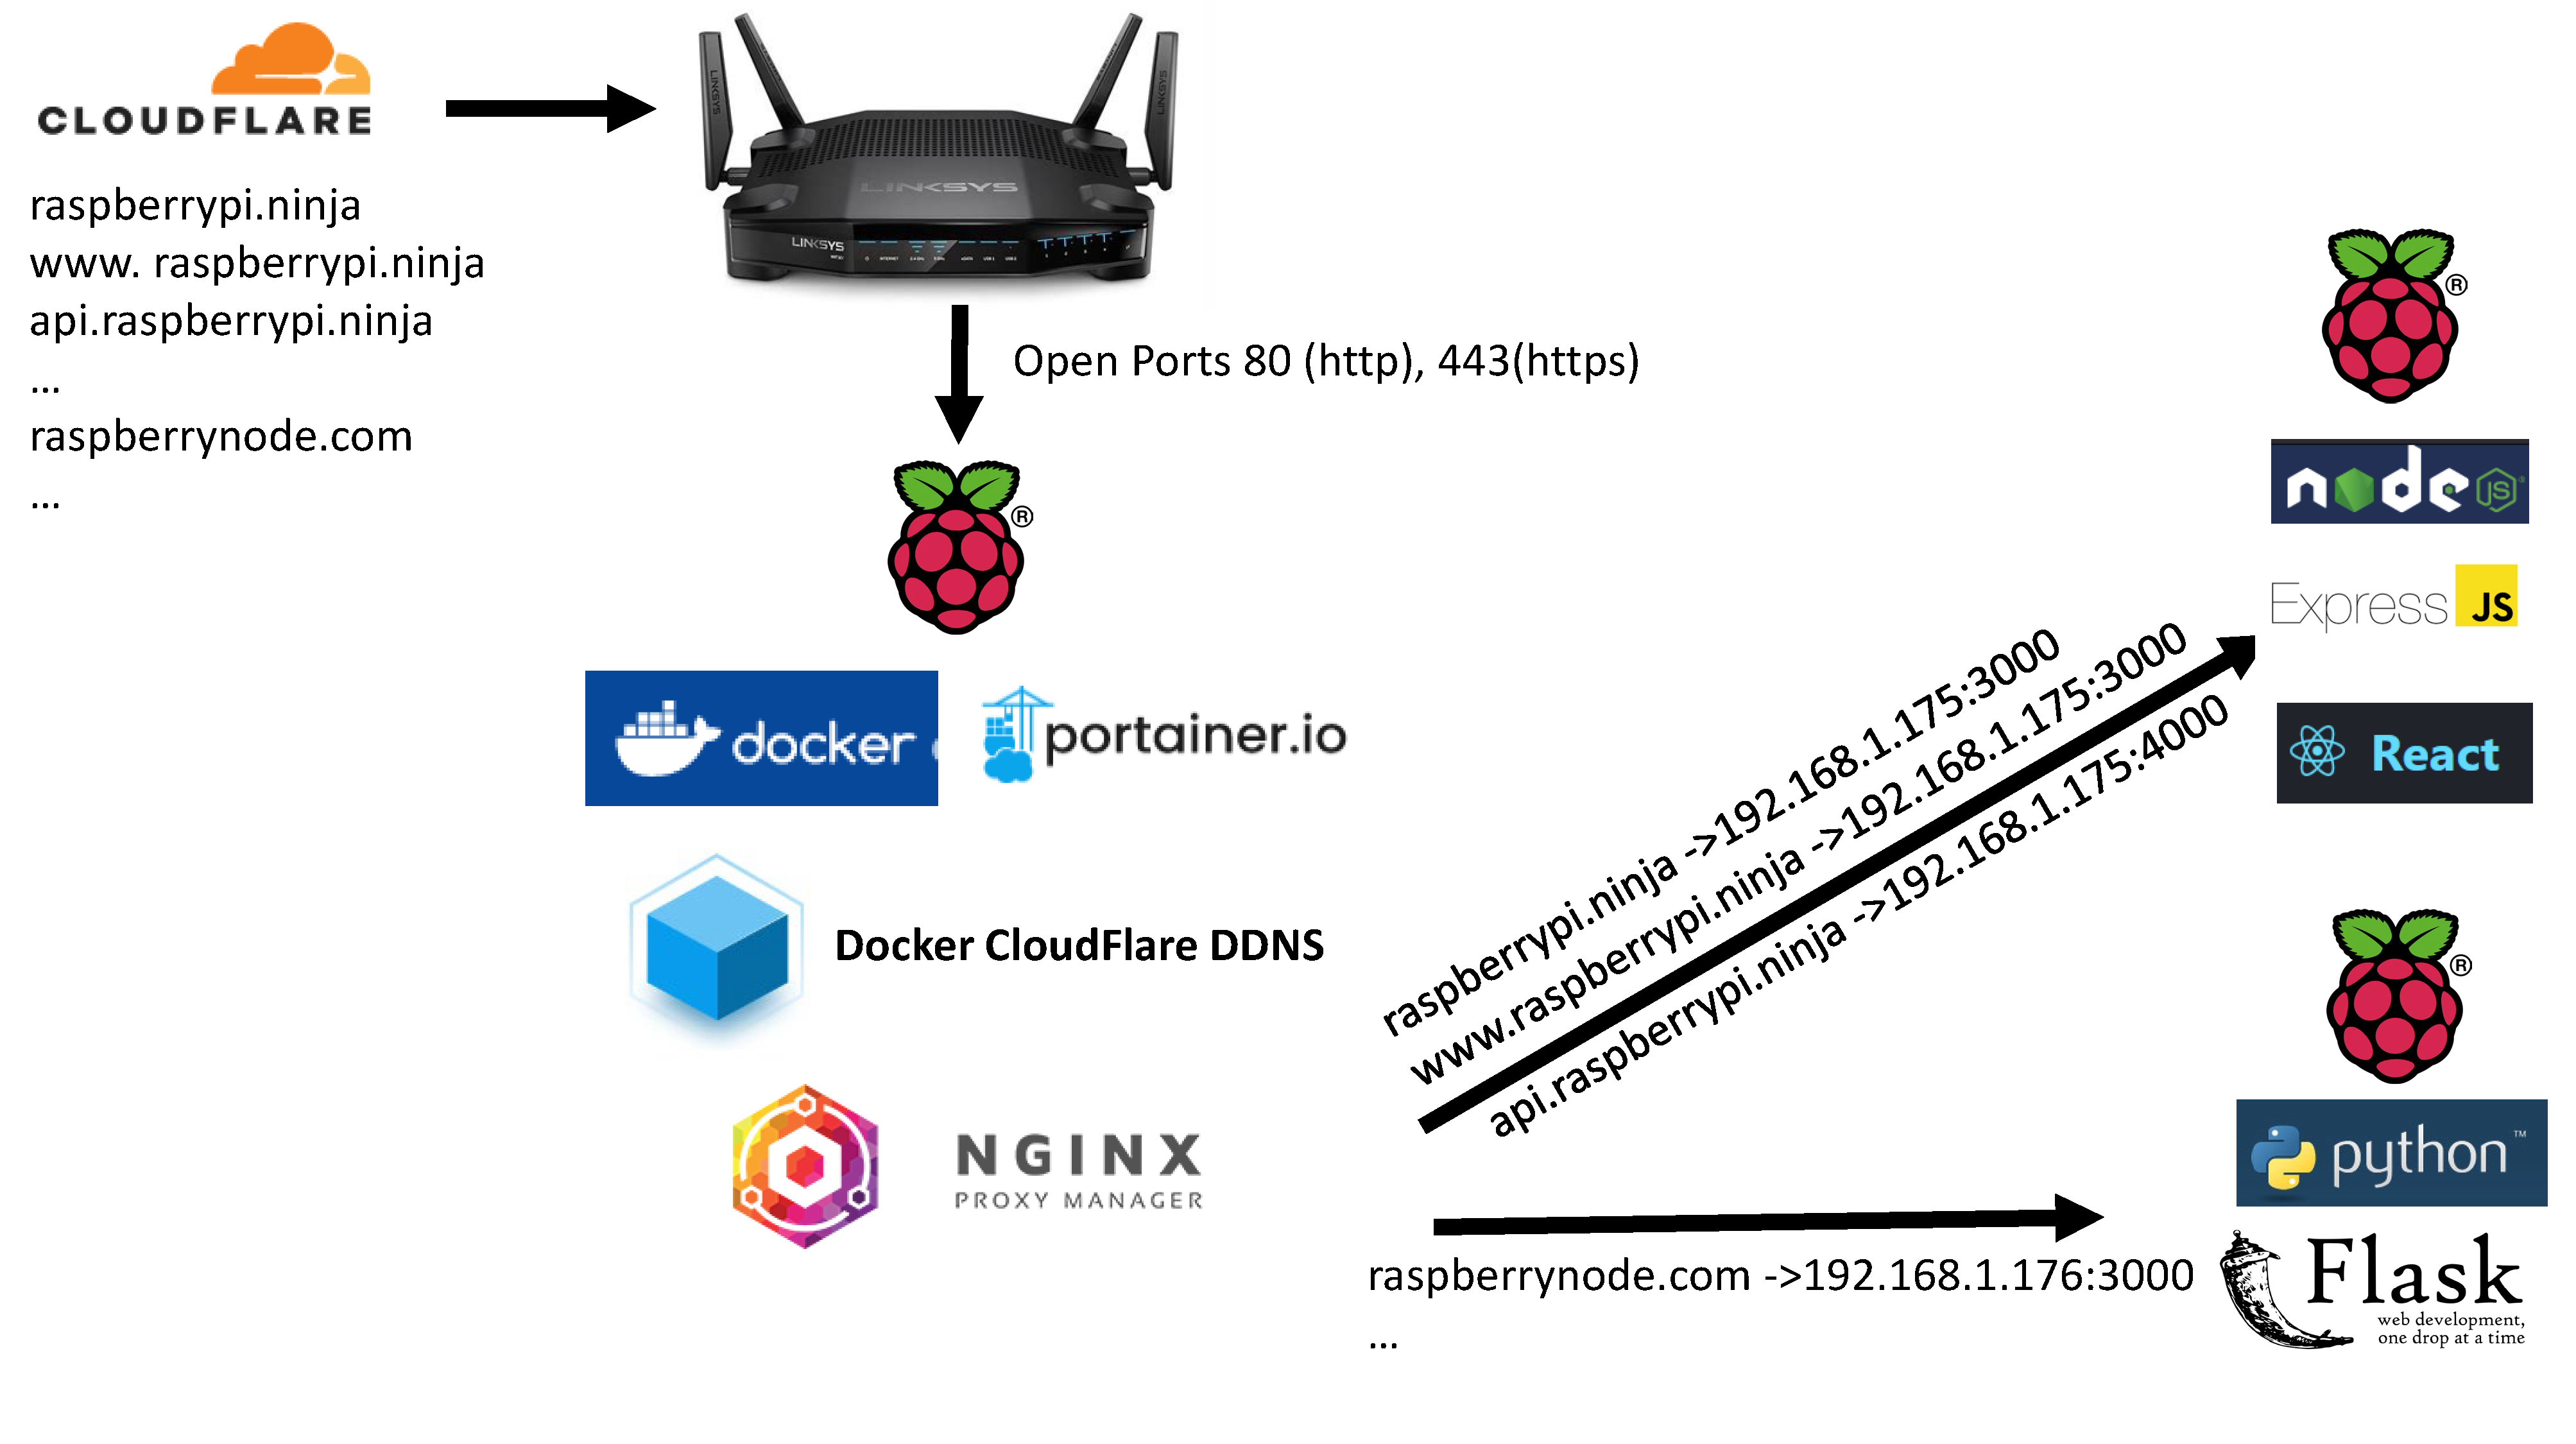 CLOUDFLARE
raspberrypi.ninja
www. raspberrypi.ninja
api.raspberrypi.ninja
...
raspberrynode.com
...
LINKSYS
LINKSYS
LINKSYS
LINKSYS
Open Ports 80 (http), 443(https)
®
docker
portainer.io
Docker CloudFlare DDNS
NGINX
PROXY MANAGER
raspberrypi.ninja ->192.168.1.175:3000
www.raspberrypi.ninja ->192.168.1.175:3000
api.raspberrypi.ninja ->192.168.1.175:4000
raspberrynode.com ->192.168.1.176:3000
...
®
node JS
Express JS
React
®
python™
Flask
web development,
one drop at a time